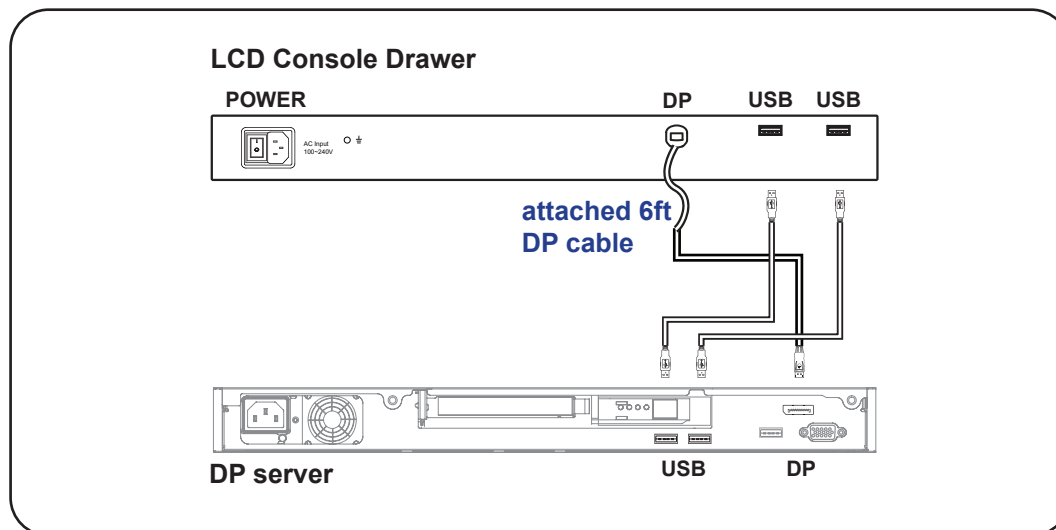 LCD Console Drawer
POWER
DP
USB
USB
AC Input
100~240V
attached 6ft
DP cable
USB
DP
DP server